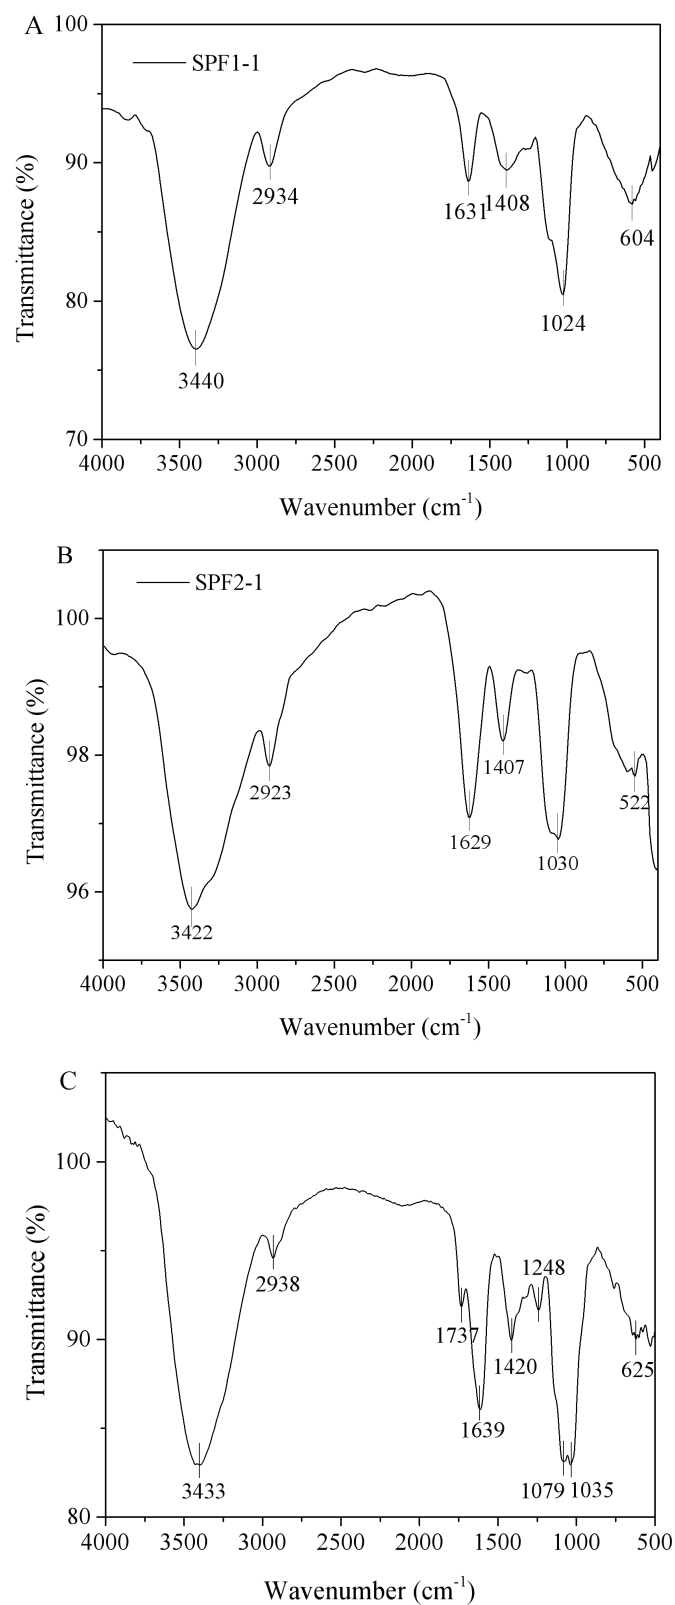 A
100
SPF1-1
90
2934
1631
1408
604
80
1024
3440
70
4000 3500 3000 2500 2000 1500 1000 500
Transmittance (%)
Wavenumber (cm-1)
B
SPF2-1
100
98
2923
1407
522
1629
1030
96
3422
4000 3500 3000 2500 2000 1500 1000 500
Transmittance (%)
Wavenumber (cm-1)
C
100
2938
1248
1737
90
1420
625
1639
3433
1079 1035
80
4000 3500 3000 2500 2000 1500 1000 500
Transmittance (%)
Wavenumber (cm-1)